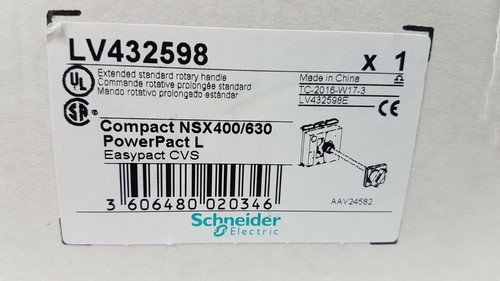 LV432598
x 1
UL
Extended standard rotary handle
Commande rotative prolongée standard
Mando rotativo prolongado estándar
Made in China
TC-2016-W17-3
LV432598E
CE
Compact NSX400/630
PowerPact L
Easypact CVS
3 606480 020346
AAV24582
Schneider
Electric